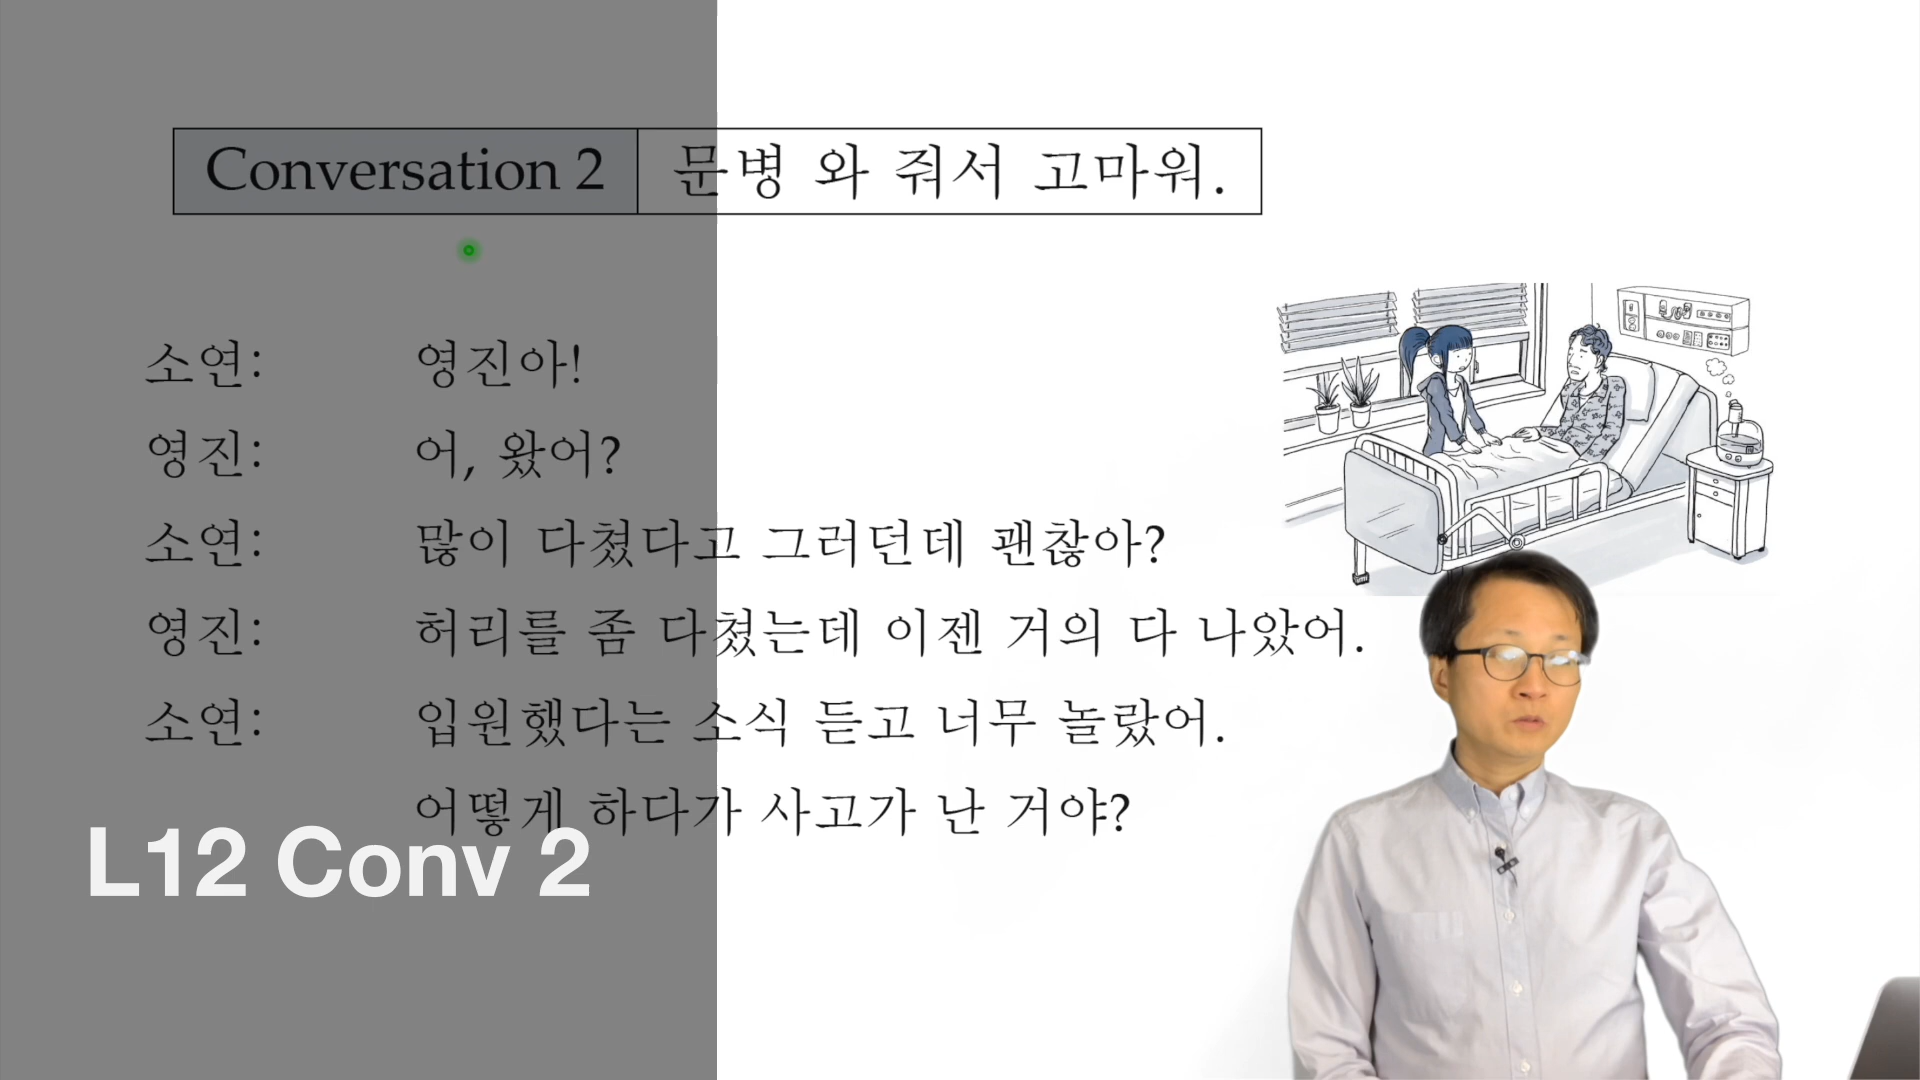 Conversation 2 문병 와 줘서 고마워.
소연: 영진아!
영진: 어, 왔어?
소연: 많이 다쳤다고 그러던데 괜찮아?
영진: 허리를 좀 다쳤는데 이젠 거의 다 나았어.
소연: 입원했다는 소식 듣고 너무 놀랐어.
어떻게 하다가 사고가 난 거야?
L12 Conv 2